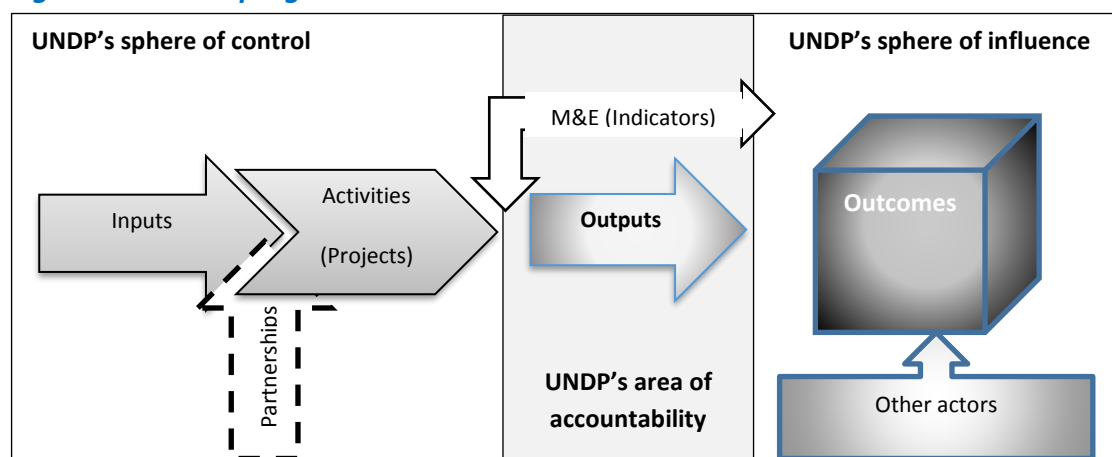 UNDP's sphere of control
UNDP's sphere of influence
M&E (Indicators)
Inputs
Activities
(Projects)
Outputs
Outcomes
Partnerships
UNDP's area of
accountability
Other actors